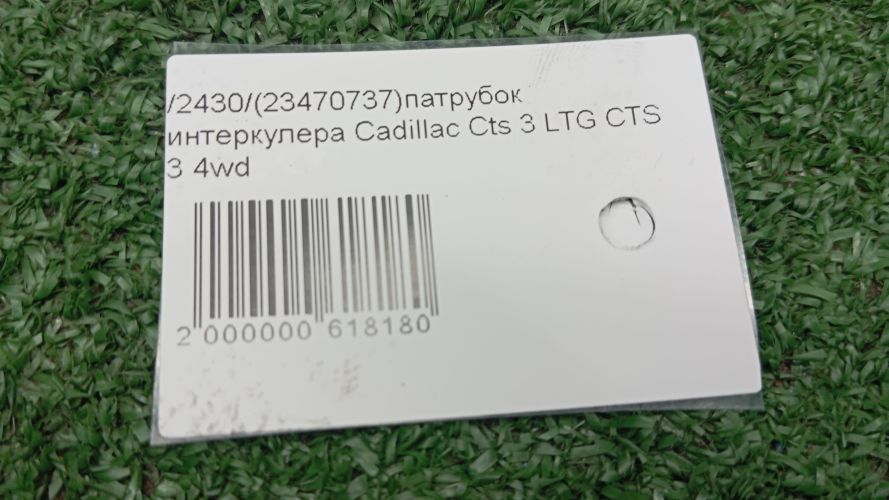 /2430/(23470737)патрубок
интеркулера Cadillac Cts 3 LTG CTS
3 4wd
2 000000 618180